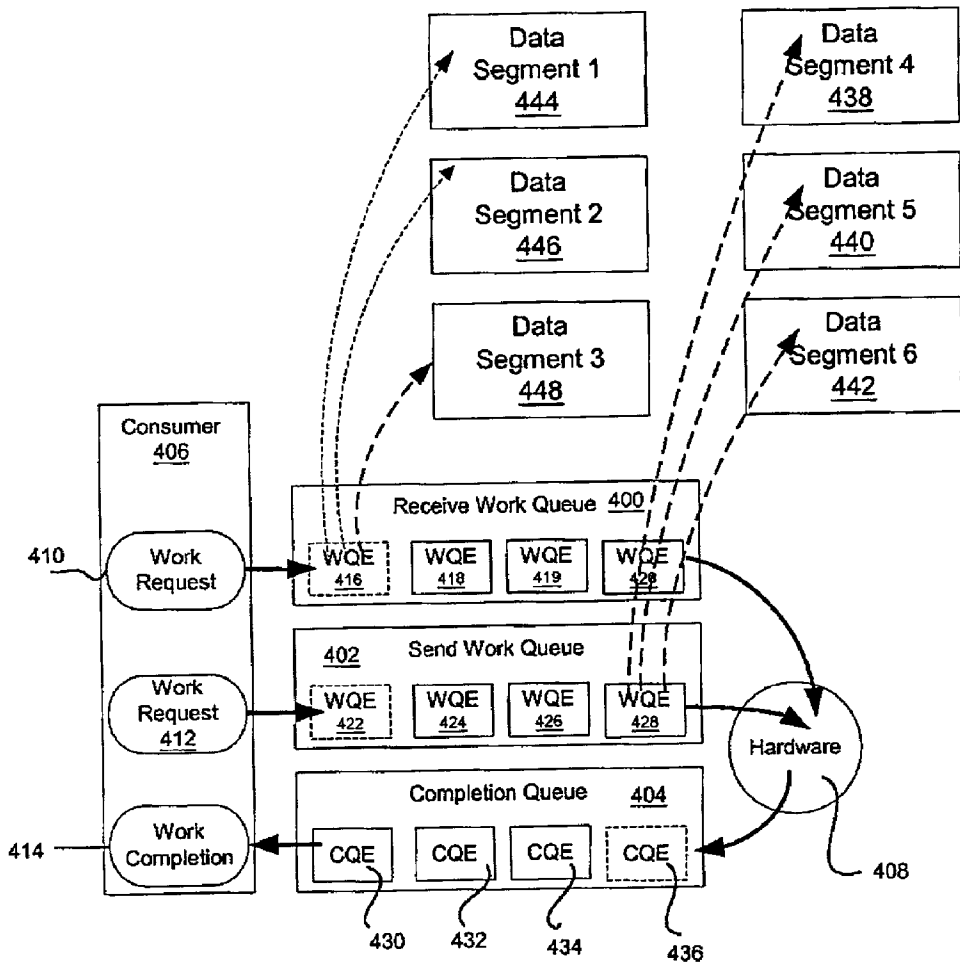 Data
Segment 1
444
Data
Segment 4
438
Data
Segment 2
446
Data
Segment 5
440
Data
Segment 3
448
Data
Segment 6
442
Consumer
406
Receive Work Queue 400
410
Work
Request
WQE
416
WQE
418
WQE
419
WQE
428
402 Send Work Queue
Work
Request
412
WQE
422
WQE
424
WQE
426
WQE
428
Hardware
Completion Queue 404
414
Work
Completion
CQE
CQE
CQE
CQE
408
430
432
434
436